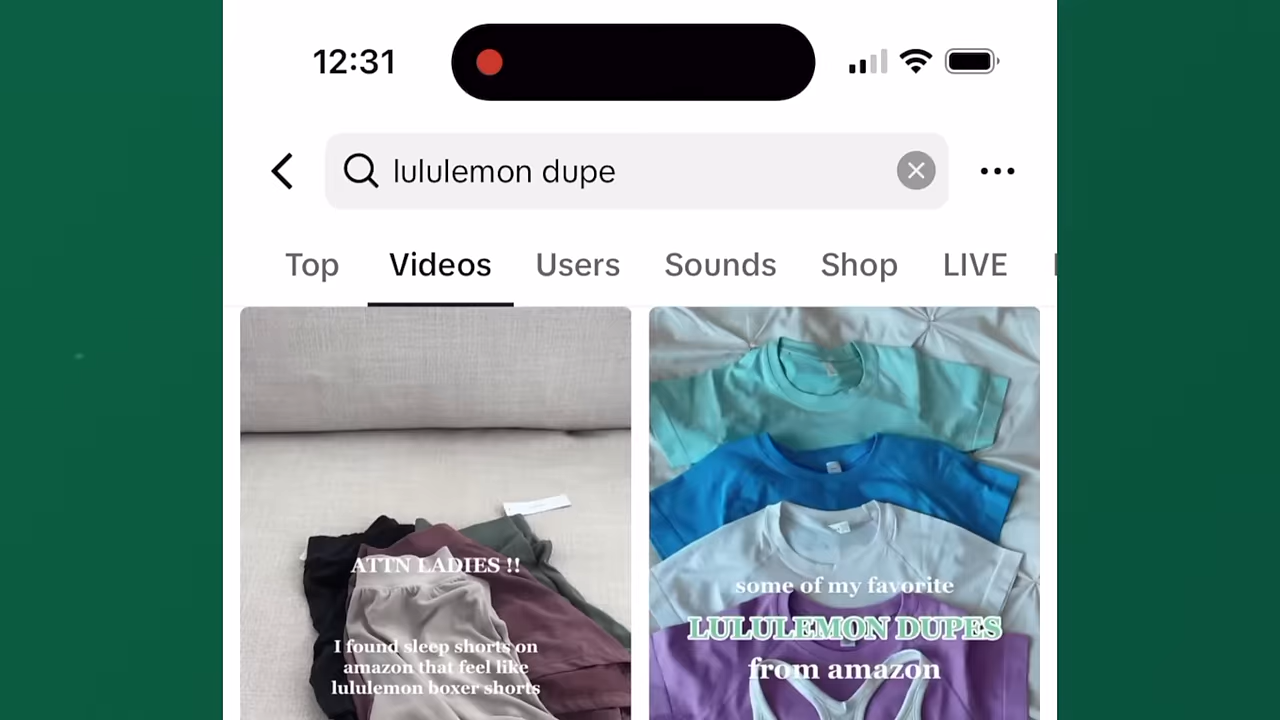 12:31
lululemon dupe
Top Videos Users Sounds Shop LIVE
ATTN LADIES !!
I found sleep shorts on
amazon that feel like
lululemon boxer shorts
some of my favorite
LULULEMON DUPES
from amazon